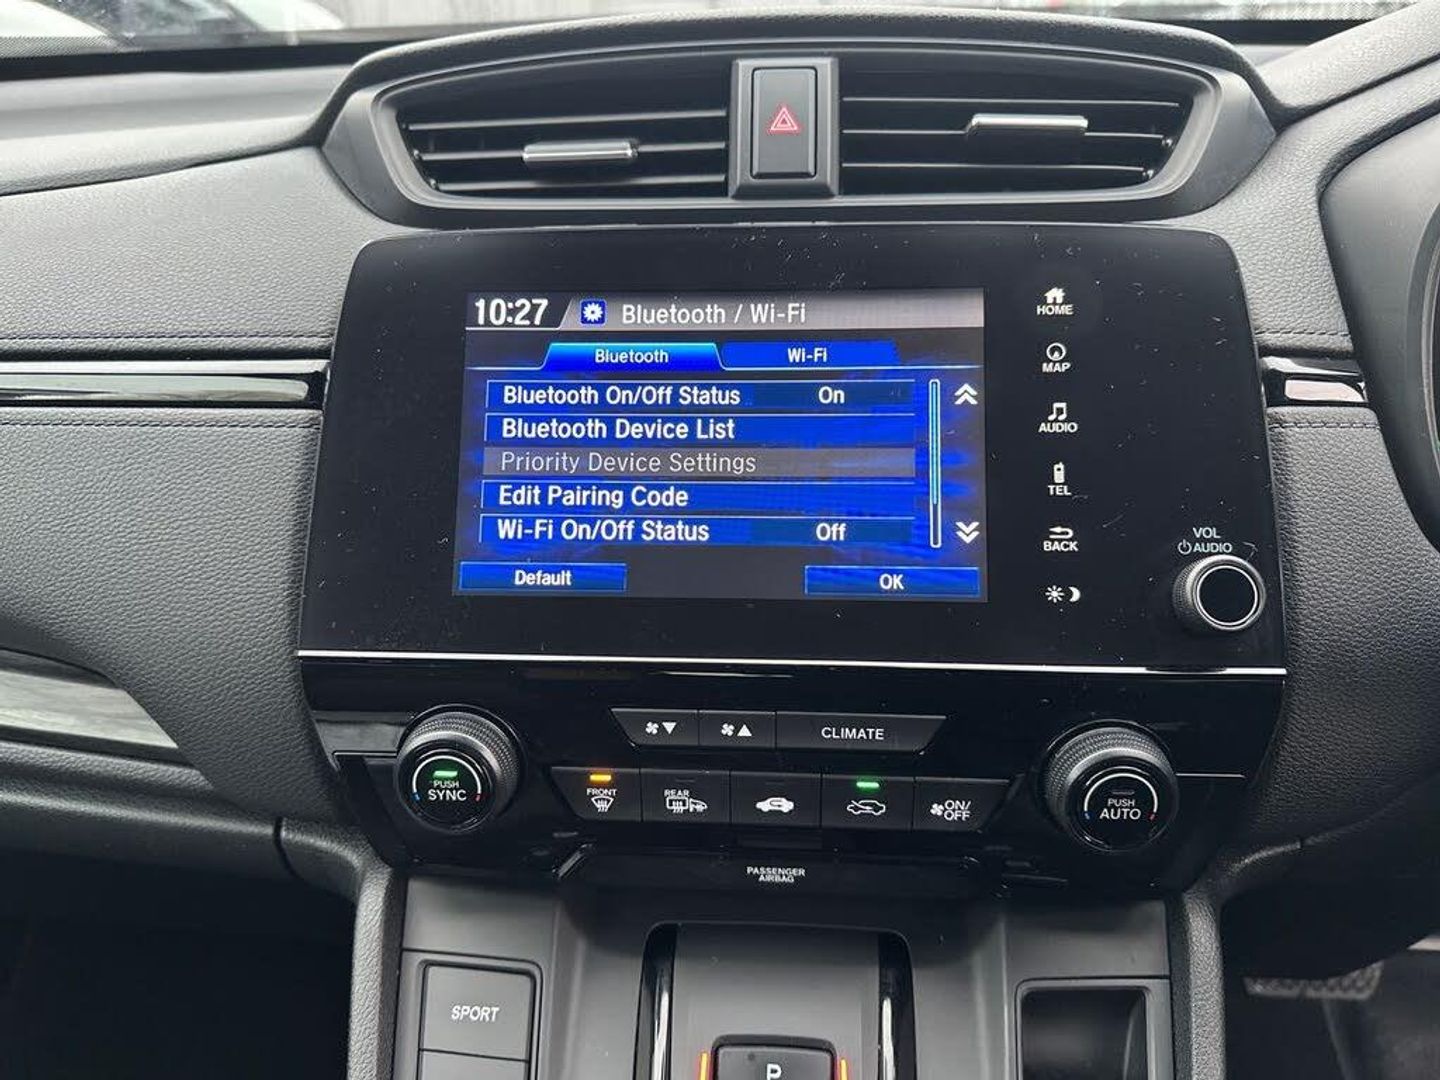 10:27 Bluetooth / Wi-Fi
Bluetooth Wi-Fi
Bluetooth On/Off Status On
Bluetooth Device List
Priority Device Settings
Edit Pairing Code
Wi-Fi On/Off Status Off
Default OK
HOME
MAP
AUDIO
TEL
BACK
VOL
AUDIO
CLIMATE
PUSH
SYNC
FRONT
REAR
ON/
OFF
PUSH
AUTO
PASSENGER
AIRBAG
SPORT
P